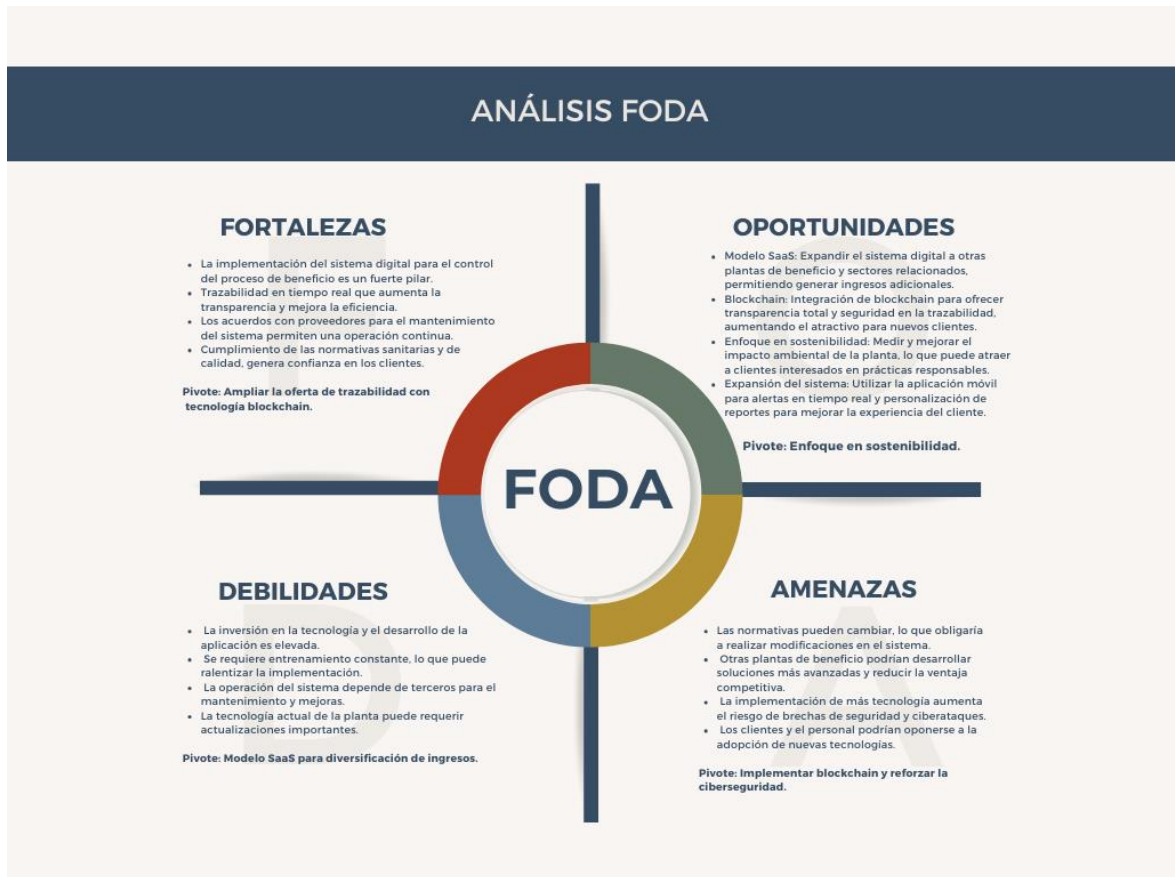 ANÁLISIS FODA
FORTALEZAS
• La implementación del sistema digital para el control
del proceso de beneficio es un fuerte pilar.
• Trazabilidad en tiempo real que aumenta la
transparencia y mejora la eficiencia.
• Los acuerdos con proveedores para el mantenimiento
del sistema permiten una operación continua.
• Cumplimiento de las normativas sanitarias y de
calidad, genera confianza en los clientes.
Pivote: Ampliar la oferta de trazabilidad con
tecnología blockchain.
OPORTUNIDADES
• Modelo SaaS: Expandir el sistema digital a otras
plantas de beneficio y sectores relacionados,
permitiendo generar ingresos adicionales.
• Blockchain: Integración de blockchain para ofrecer
transparencia total y seguridad en la trazabilidad,
aumentando el atractivo para nuevos clientes.
• Enfoque en sostenibilidad: Medir y mejorar el
impacto ambiental de la planta, lo que puede atraer
a clientes interesados en prácticas responsables.
• Expansión del sistema: Utilizar la aplicación móvil
para alertas en tiempo real y personalización de
reportes para mejorar la experiencia del cliente.
Pivote: Enfoque en sostenibilidad.
FODA
DEBILIDADES
• La inversión en la tecnología y el desarrollo de la
aplicación es elevada.
• Se requiere entrenamiento constante, lo que puede
ralentizar la implementación.
• La operación del sistema depende de terceros para el
mantenimiento y mejoras.
• La tecnología actual de la planta puede requerir
actualizaciones importantes.
Pivote: Modelo SaaS para diversificación de ingresos.
AMENAZAS
• Las normativas pueden cambiar, lo que obligaría
a realizar modificaciones en el sistema.
• Otras plantas de beneficio podrían desarrollar
soluciones más avanzadas y reducir la ventaja
competitiva.
• La implementación de más tecnología aumenta
el riesgo de brechas de seguridad y ciberataques.
• Los clientes y el personal podrían oponerse a la
adopción de nuevas tecnologías.
Pivote: Implementar blockchain y reforzar la
ciberseguridad.